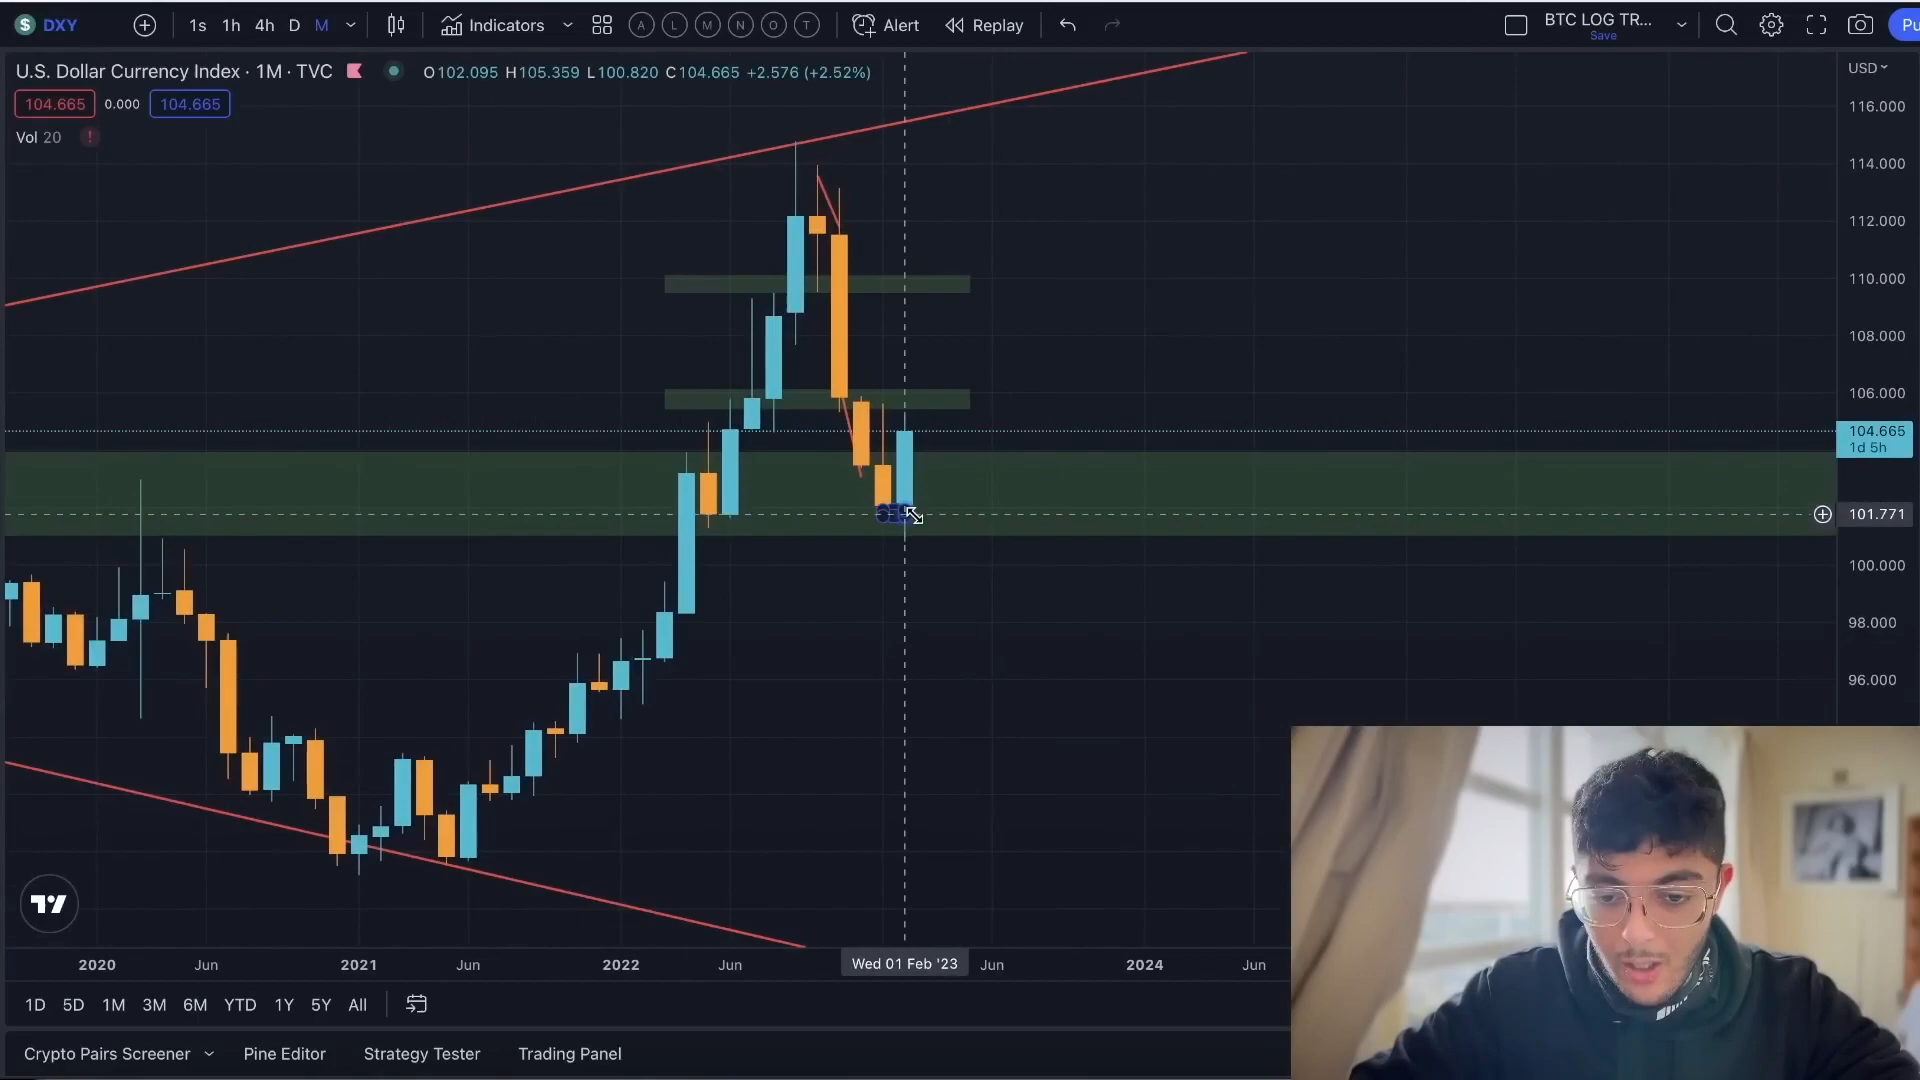 DXY
1s 1h 4h D M
Indicators
A L M N O T
Alert
Replay
BTC LOG TR...
Save
Pu
U.S. Dollar Currency Index · 1M · TVC
O102.095 H105.359 L100.820 C104.665 +2.576 (+2.52%)
USD
104.665 0.000 104.665
Vol 20
116.000
114.000
112.000
110.000
108.000
106.000
104.665
1d 5h
101.771
100.000
98.000
96.000
2020 Jun 2021 Jun 2022 Jun Wed 01 Feb '23 Jun 2024 Jun
1D 5D 1M 3M 6M YTD 1Y 5Y All
Crypto Pairs Screener Pine Editor Strategy Tester Trading Panel